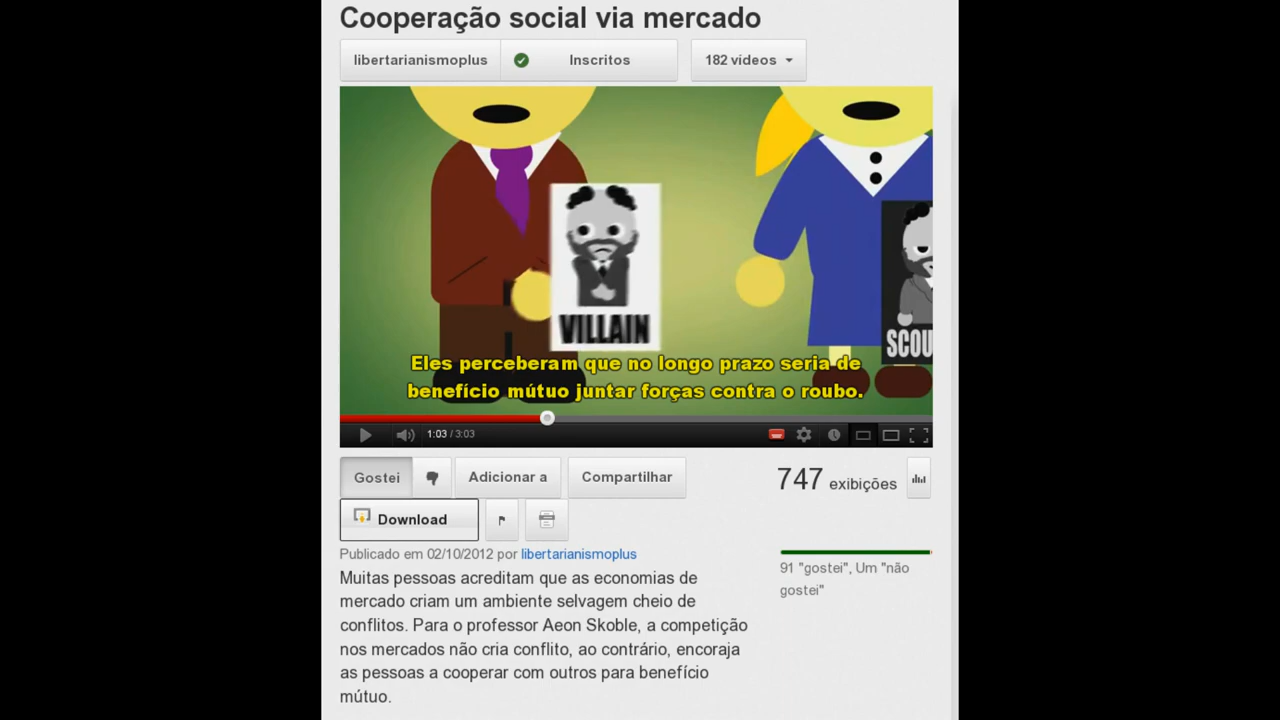 Cooperação social via mercado
libertarianismoplus Inscritos 182 vídeos
VILLAIN
SCOU
Eles perceberam que no longo prazo seria de
benefício mútuo juntar forças contra o roubo.
1:03 / 3:03
Gostei Adicionar a Compartilhar 747 exibições
Download
Publicado em 02/10/2012 por libertarianismoplus
Muitas pessoas acreditam que as economias de
mercado criam um ambiente selvagem cheio de
conflitos. Para o professor Aeon Skoble, a competição
nos mercados não cria conflito, ao contrário, encoraja
as pessoas a cooperar com outros para benefício
mútuo.
91 "gostei", Um "não
gostei"